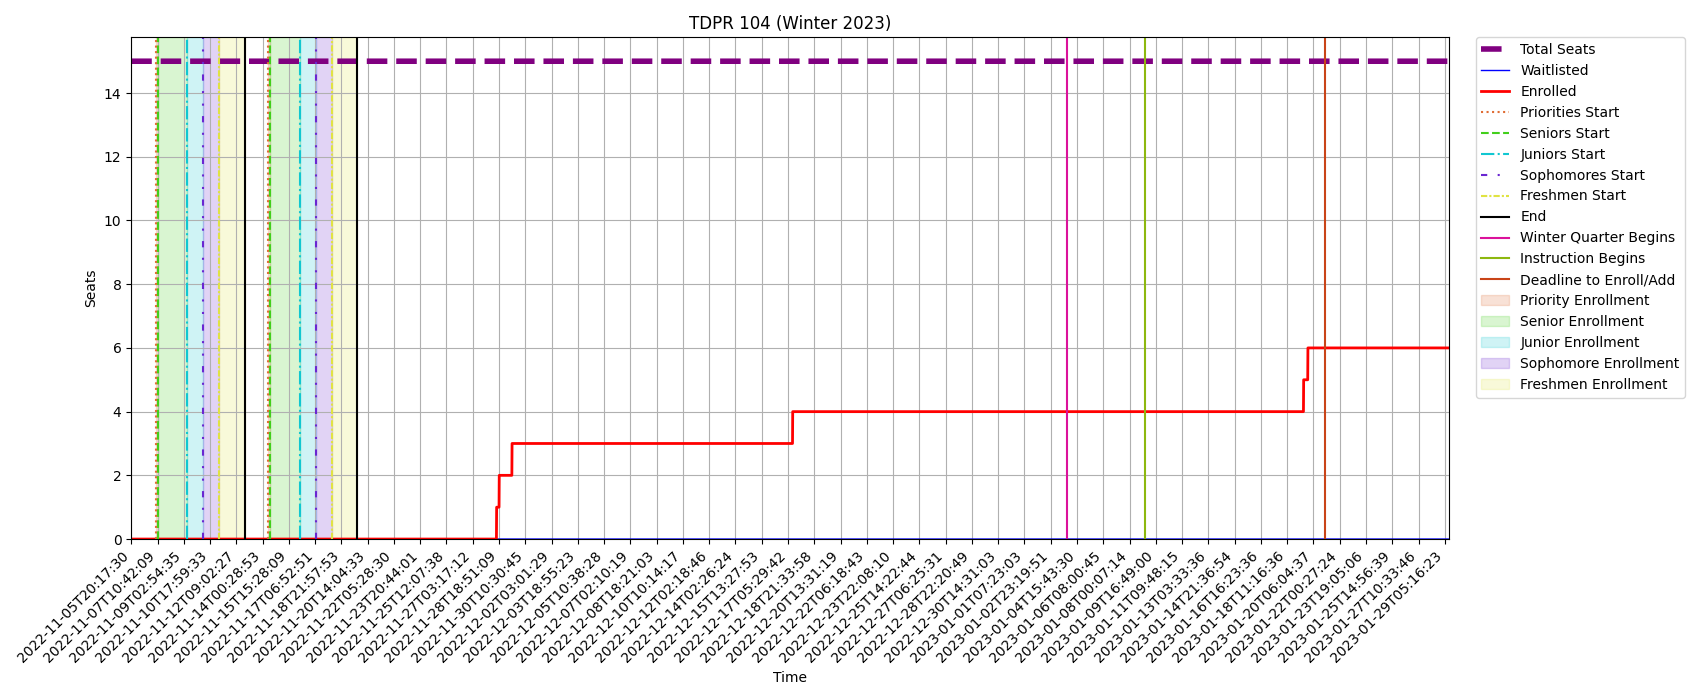 TDPR 104 (Winter 2023)
Seats
14
12
10
8
6
4
2
0
2022-11-05T20:17:30
2022-11-07T10:42:09
2022-11-09T02:54:35
2022-11-10T17:59:33
2022-11-12T09:02:27
2022-11-14T00:28:53
2022-11-15T15:28:09
2022-11-17T06:52:51
2022-11-18T21:57:53
2022-11-20T14:04:33
2022-11-22T05:28:30
2022-11-23T20:44:01
2022-11-25T12:07:38
2022-11-27T03:17:12
2022-11-28T18:51:09
2022-11-30T10:30:45
2022-12-02T03:01:29
2022-12-03T18:55:23
2022-12-05T10:38:28
2022-12-07T02:10:19
2022-12-08T18:21:03
2022-12-10T10:14:17
2022-12-12T02:18:46
2022-12-14T02:26:24
2022-12-15T13:27:53
2022-12-17T05:29:42
2022-12-18T21:33:58
2022-12-20T13:31:19
2022-12-22T06:18:43
2022-12-23T22:08:10
2022-12-25T14:22:44
2022-12-27T06:25:31
2022-12-28T22:20:49
2022-12-30T14:31:03
2023-01-01T07:23:03
2023-01-02T23:19:51
2023-01-04T15:43:30
2023-01-06T08:00:45
2023-01-08T00:07:14
2023-01-09T16:49:00
2023-01-11T09:48:15
2023-01-13T03:33:36
2023-01-14T21:36:54
2023-01-16T16:23:36
2023-01-18T11:16:36
2023-01-20T06:04:37
2023-01-22T00:27:24
2023-01-23T19:05:06
2023-01-25T14:56:39
2023-01-27T10:33:46
2023-01-29T05:16:23
Time
Total Seats
Waitlisted
Enrolled
Priorities Start
Seniors Start
Juniors Start
Sophomores Start
Freshmen Start
End
Winter Quarter Begins
Instruction Begins
Deadline to Enroll/Add
Priority Enrollment
Senior Enrollment
Junior Enrollment
Sophomore Enrollment
Freshmen Enrollment